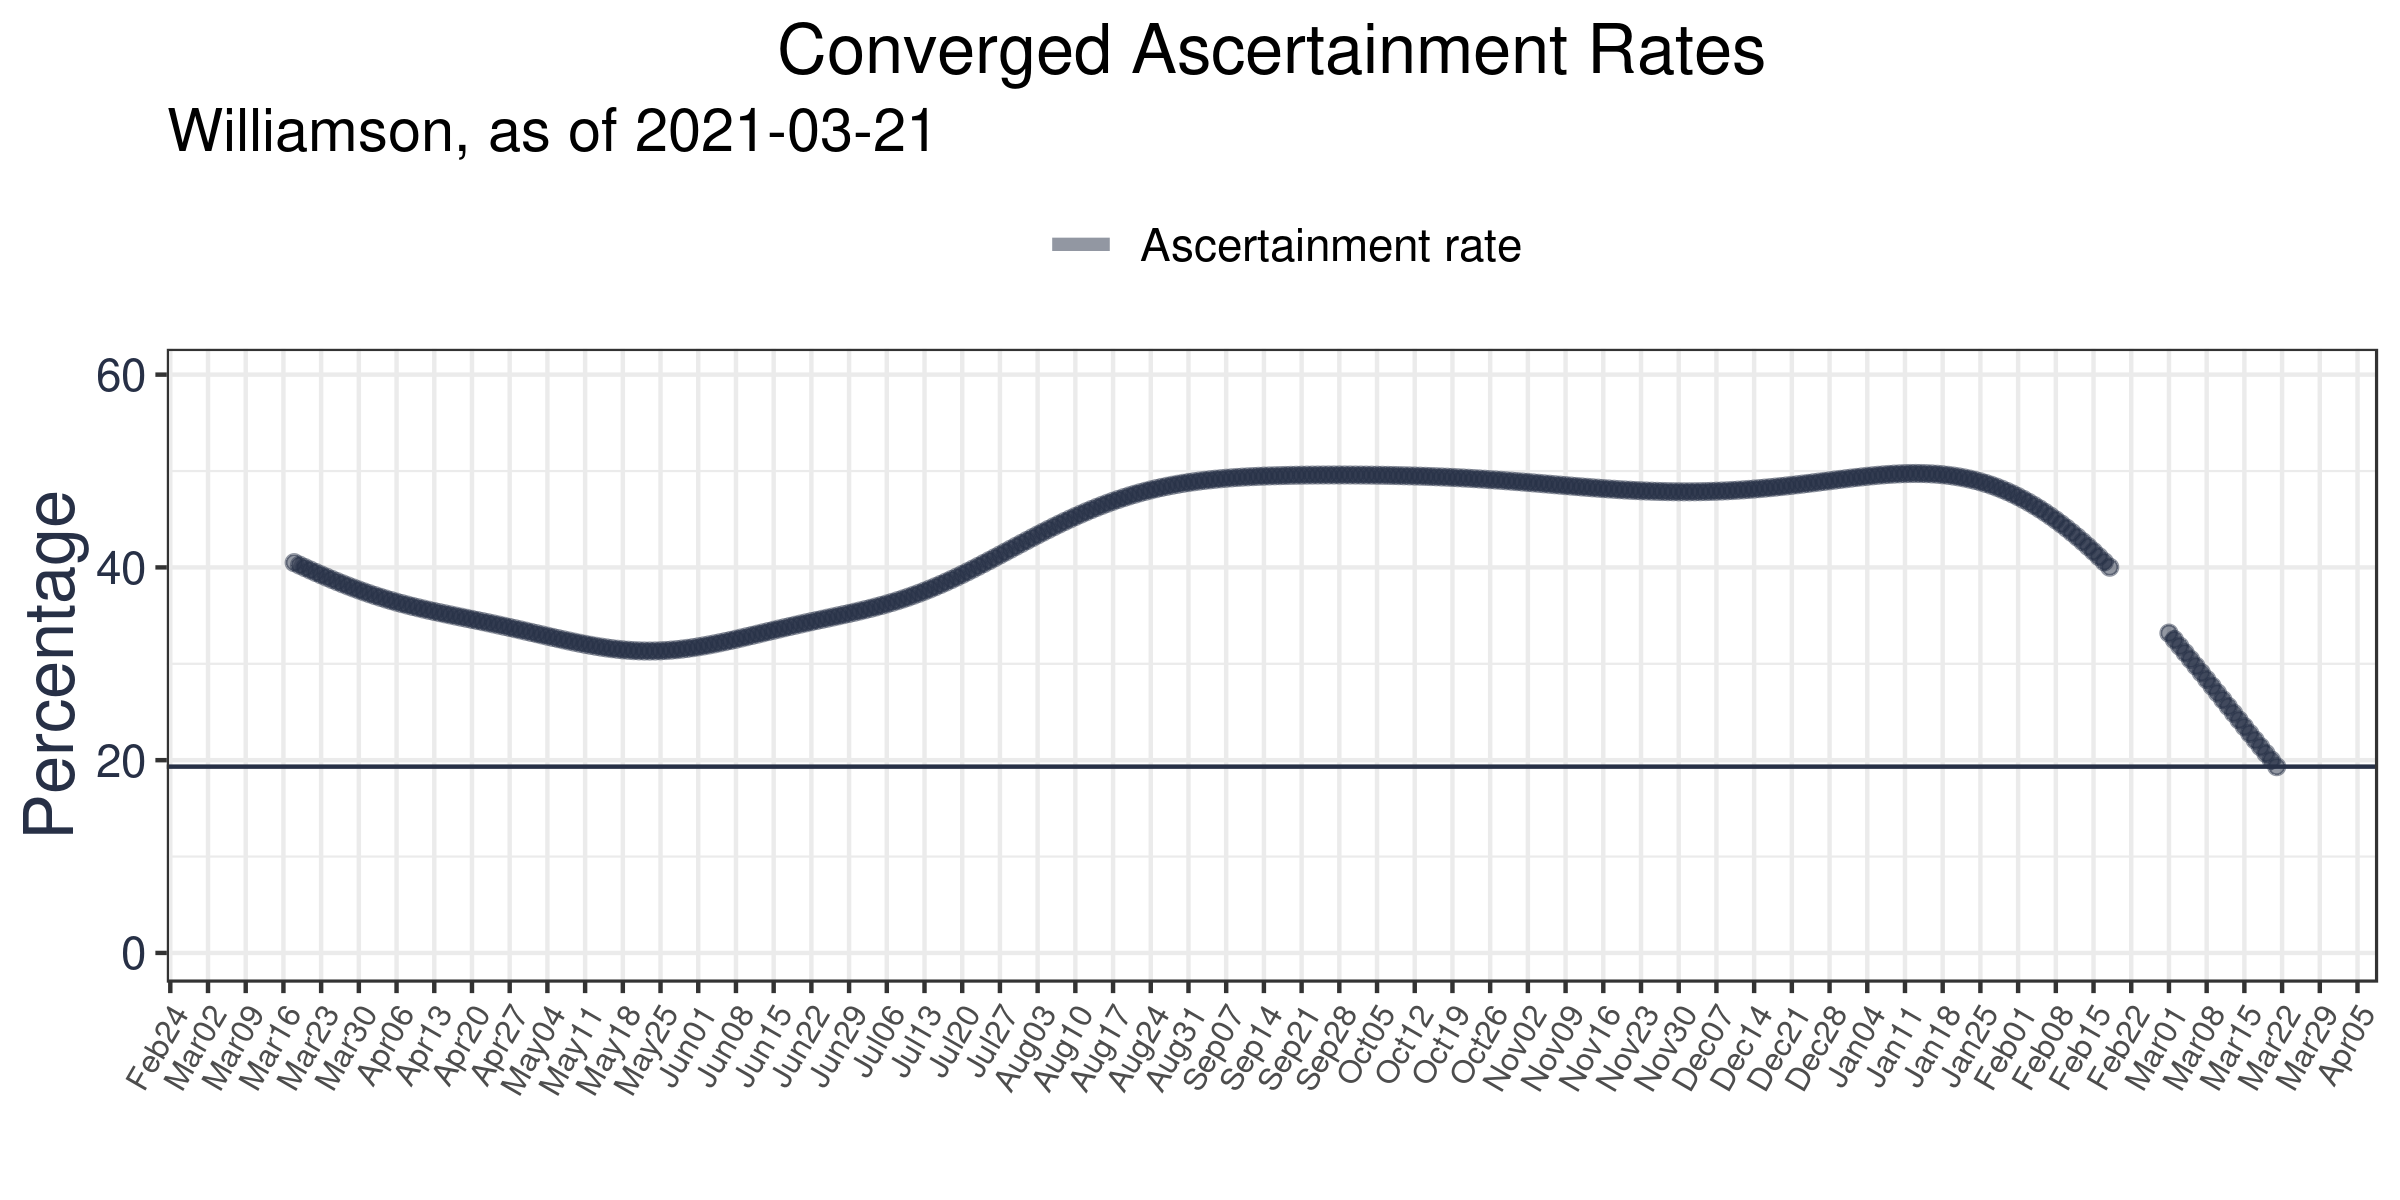 Converged Ascertainment Rates
Williamson, as of 2021-03-21
Ascertainment rate
Percentage
60
40
20
0
Feb24 Mar02 Mar09 Mar16 Mar23 Mar30 Apr06 Apr13 Apr20 Apr27 May04 May11 May18 May25 Jun01 Jun08 Jun15 Jun22 Jun29 Jul06 Jul13 Jul20 Jul27 Aug03 Aug10 Aug17 Aug24 Aug31 Sep07 Sep14 Sep21 Sep28 Oct05 Oct12 Oct19 Oct26 Nov02 Nov09 Nov16 Nov23 Nov30 Dec07 Dec14 Dec21 Dec28 Jan04 Jan11 Jan18 Jan25 Feb01 Feb08 Feb15 Feb22 Mar01 Mar08 Mar15 Mar22 Mar29 Apr05